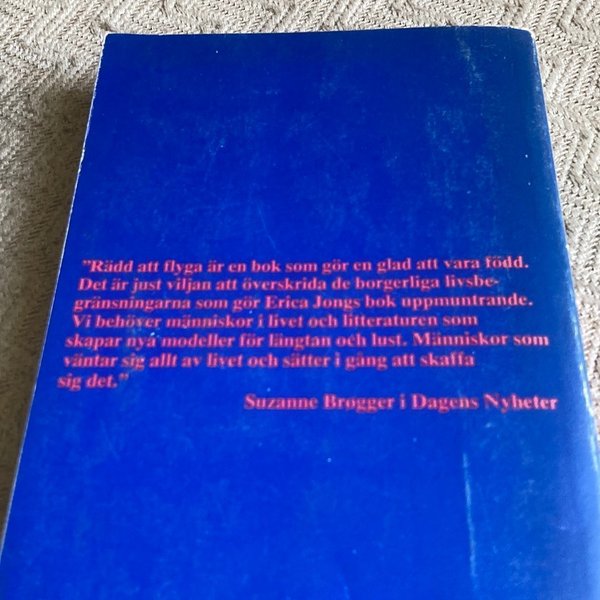 ”Rädd att flyga är en bok som gör en glad att vara född.
Det är just viljan att överskrida de borgerliga livsbe-
gränsningarna som gör Erica Jongs bok uppmuntrande.
Vi behöver människor i livet och litteraturen som
skapar nya modeller för längtan och lust. Människor som
väntar sig allt av livet och sätter i gång att skaffa
sig det.”
Suzanne Brøgger i Dagens Nyheter